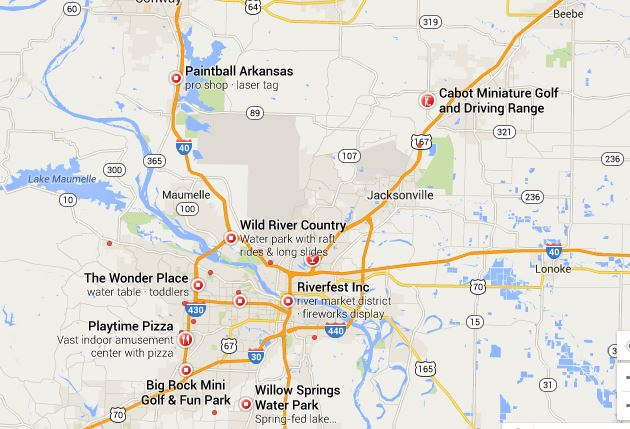 60
Conway
64
319
Beebe
Paintball Arkansas
pro shop · laser tag
Cabot Miniature Golf
and Driving Range
89
321
167
40
107
236
365
300
Lake Maumelle
10
Maumelle
100
Jacksonville
236
Wild River Country
Water park with raft
rides & long slides
40
Lonoke
The Wonder Place
water table · toddlers
Riverfest Inc
river market district
· fireworks display
70
430
15
Playtime Pizza
Vast indoor amusement
center with pizza
440
67
30
165
31
Big Rock Mini
Golf & Fun Park
Willow Springs
Water Park
Spring-fed lake...
70